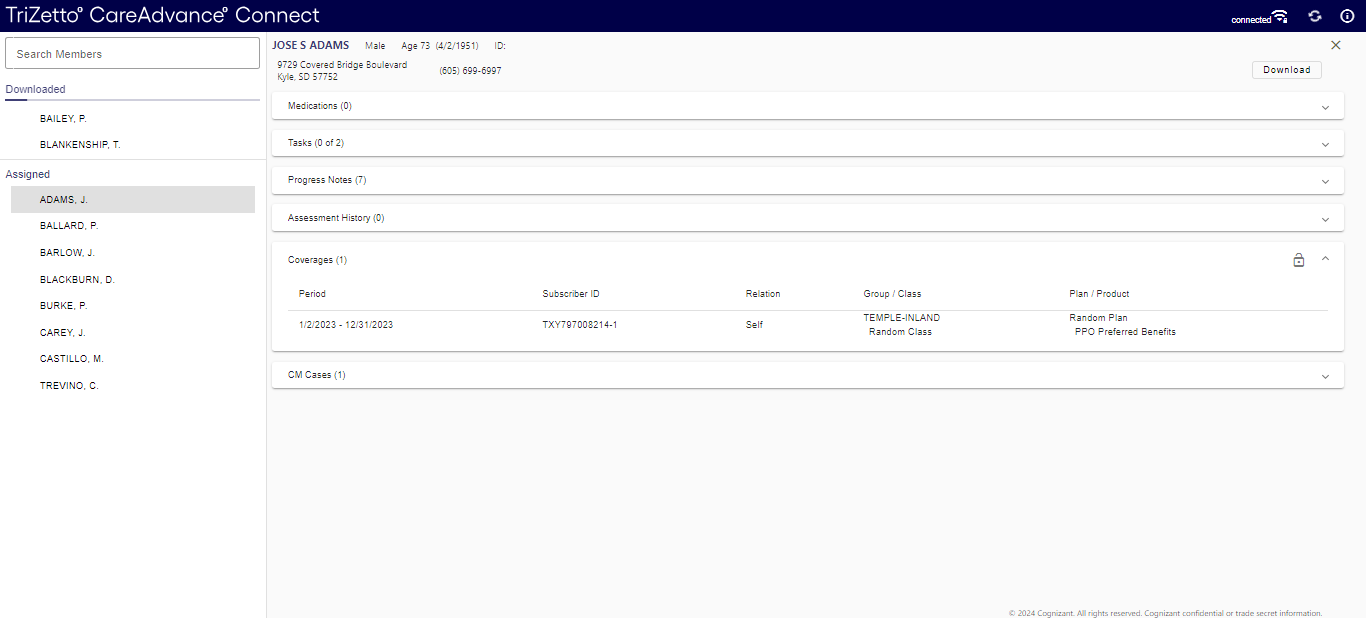 TriZetto® CareAdvance® Connect
connected
Search Members
Downloaded
BAILEY, P.
BLANKENSHIP, T.
Assigned
ADAMS, J.
BALLARD, P.
BARLOW, J.
BLACKBURN, D.
BURKE, P.
CAREY, J.
CASTILLO, M.
TREVINO, C.
JOSE S ADAMS Male Age 73 (4/2/1951) ID:
9729 Covered Bridge Boulevard
Kyle, SD 57752
(605) 699-6997
Download
Medications (0)
Tasks (0 of 2)
Progress Notes (7)
Assessment History (0)
Coverages (1)
Period Subscriber ID Relation Group / Class Plan / Product
1/2/2023 - 12/31/2023 TXY797008214-1 Self TEMPLE-INLAND Random Plan
Random Class PPO Preferred Benefits
CM Cases (1)
© 2024 Cognizant. All rights reserved. Cognizant confidential or trade secret information.